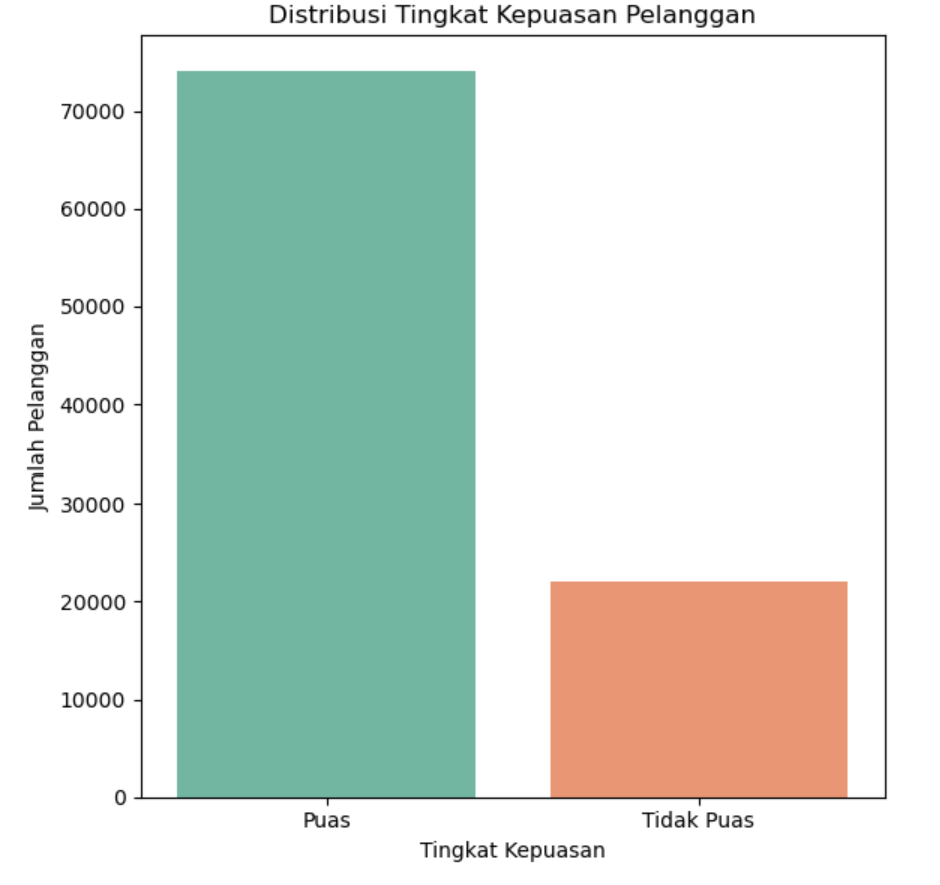 Distribusi Tingkat Kepuasan Pelanggan
Jumlah Pelanggan
70000
60000
50000
40000
30000
20000
10000
0
Puas
Tidak Puas
Tingkat Kepuasan